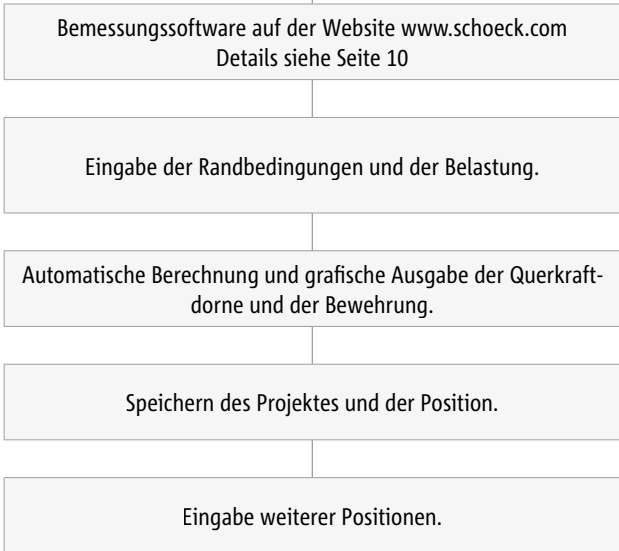 Bemessungssoftware auf der Website www.schoeck.com
Details siehe Seite 10
Eingabe der Randbedingungen und der Belastung.
Automatische Berechnung und grafische Ausgabe der Querkraft-
dorne und der Bewehrung.
Speichern des Projektes und der Position.
Eingabe weiterer Positionen.